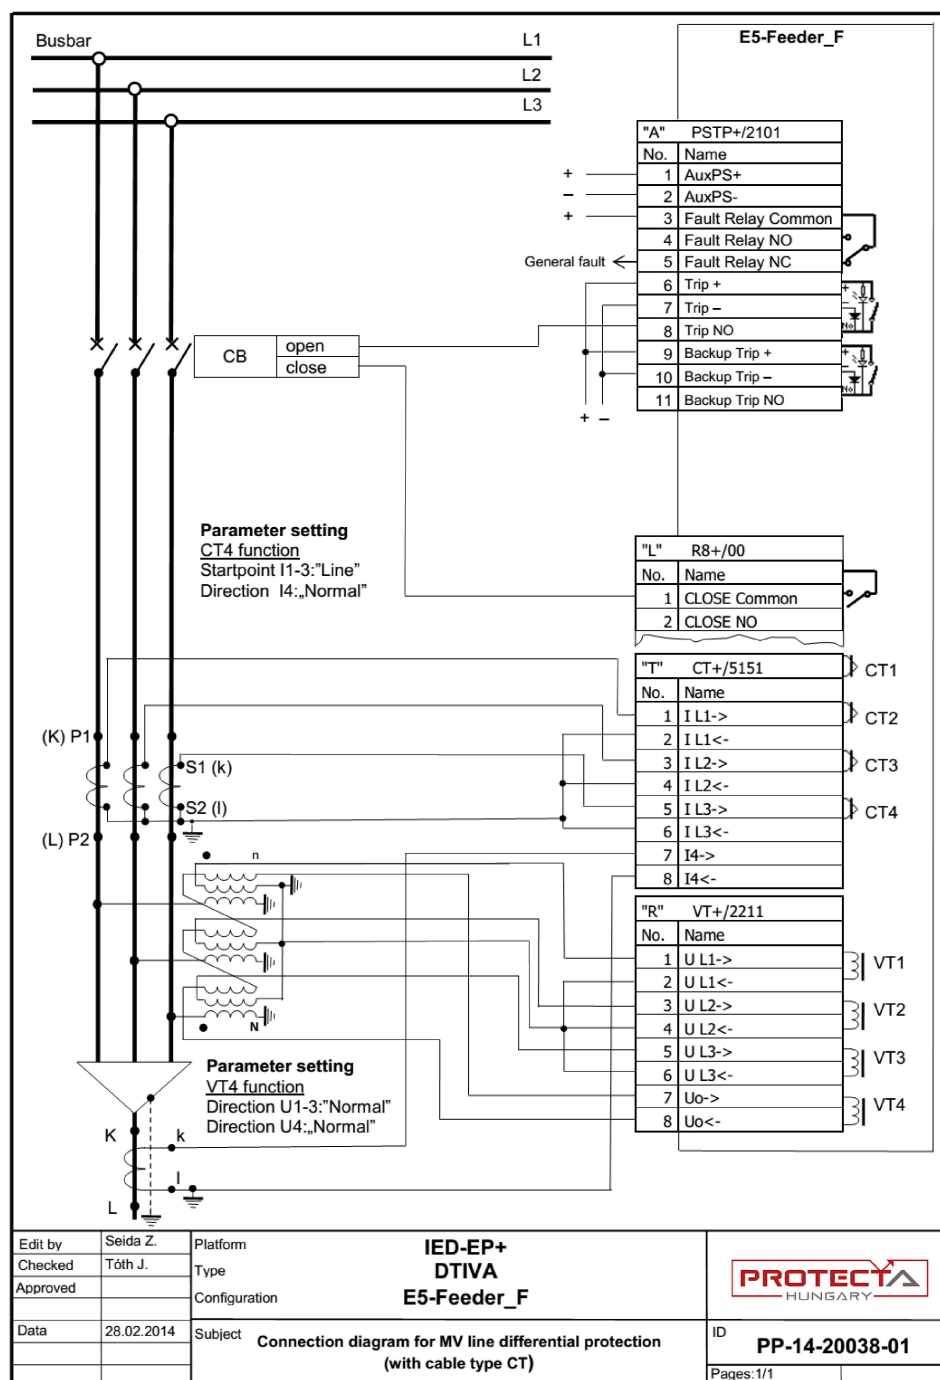 Busbar
L1
L2
L3
E5-Feeder_F
"A" PSTP+/2101
No. Name
1 AuxPS+
2 AuxPS-
3 Fault Relay Common
4 Fault Relay NO
5 Fault Relay NC
6 Trip +
7 Trip –
8 Trip NO
9 Backup Trip +
10 Backup Trip –
11 Backup Trip NO
+
–
+
General fault
+ –
CB open
close
Parameter setting
CT4 function
Startpoint I1-3:"Line"
Direction I4:„Normal"
"L" R8+/00
No. Name
1 CLOSE Common
2 CLOSE NO
"T" CT+/5151
No. Name
1 I L1->
2 I L1<-
3 I L2->
4 I L2<-
5 I L3->
6 I L3<-
7 I4->
8 I4<-
CT1
CT2
CT3
CT4
(K) P1
S1 (k)
S2 (l)
(L) P2
n
N
"R" VT+/2211
No. Name
1 U L1->
2 U L1<-
3 U L2->
4 U L2<-
5 U L3->
6 U L3<-
7 Uo->
8 Uo<-
VT1
VT2
VT3
VT4
Parameter setting
VT4 function
Direction U1-3:"Normal"
Direction U4:„Normal"
K
k
l
L
Edit by Seida Z.
Checked Tóth J.
Approved
Data 28.02.2014
Platform IED-EP+
Type DTIVA
Configuration E5-Feeder_F
Subject Connection diagram for MV line differential protection
(with cable type CT)
PROTECTA
HUNGARY
ID
PP-14-20038-01
Pages:1/1